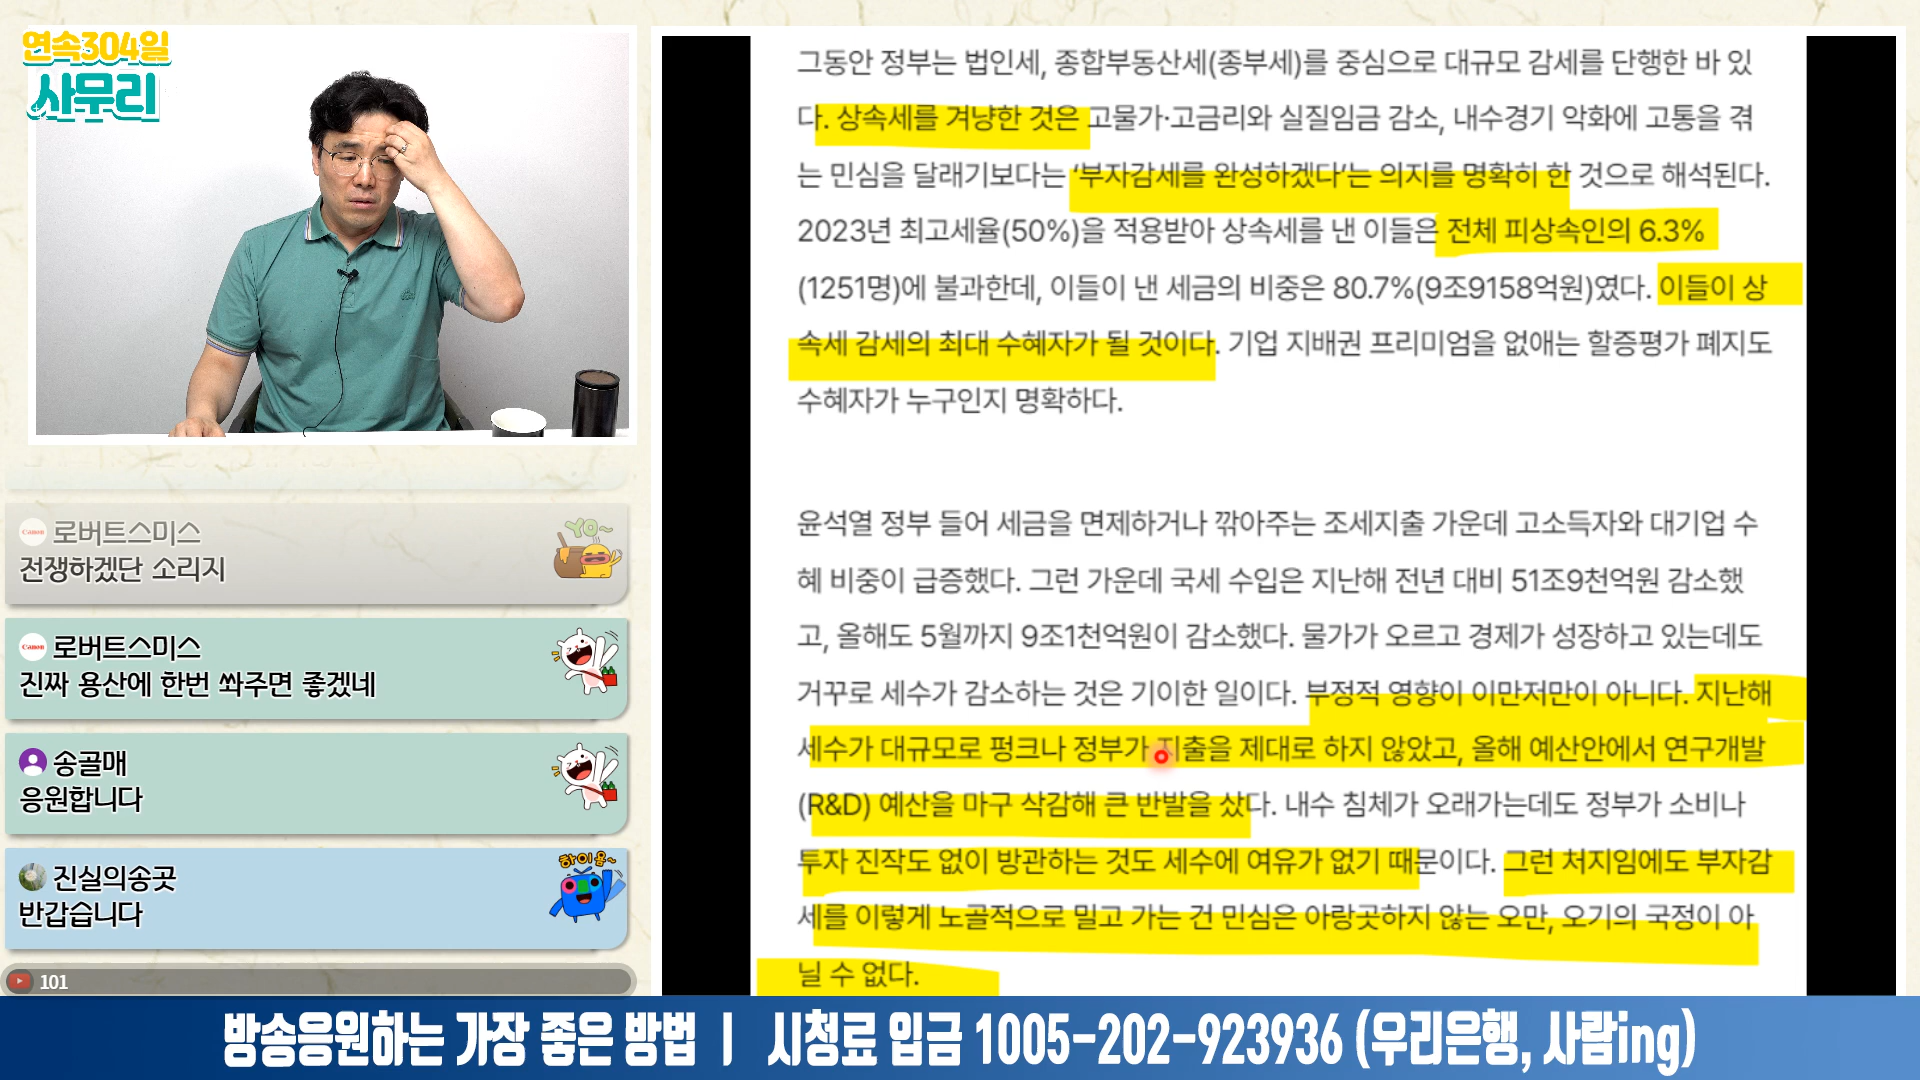 연속304일
사무리
그동안 정부는 법인세, 종합부동산세(종부세)를 중심으로 대규모 감세를 단행한 바 있
다. 상속세를 겨냥한 것은 고물가·고금리와 실질임금 감소, 내수경기 악화에 고통을 겪
는 민심을 달래기보다는 ‘부자감세를 완성하겠다’는 의지를 명확히 한 것으로 해석된다.
2023년 최고세율(50%)을 적용받아 상속세를 낸 이들은 전체 피상속인의 6.3%
(1251명)에 불과한데, 이들이 낸 세금의 비중은 80.7%(9조9158억원)였다. 이들이 상
속세 감세의 최대 수혜자가 될 것이다. 기업 지배권 프리미엄을 없애는 할증평가 폐지도
수혜자가 누구인지 명확하다.
윤석열 정부 들어 세금을 면제하거나 깎아주는 조세지출 가운데 고소득자와 대기업 수
혜 비중이 급증했다. 그런 가운데 국세 수입은 지난해 전년 대비 51조9천억원 감소했
고, 올해도 5월까지 9조1천억원이 감소했다. 물가가 오르고 경제가 성장하고 있는데도
거꾸로 세수가 감소하는 것은 기이한 일이다. 부정적 영향이 이만저만이 아니다. 지난해
세수가 대규모로 펑크나 정부가 지출을 제대로 하지 않았고, 올해 예산안에서 연구개발
(R&D) 예산을 마구 삭감해 큰 반발을 샀다. 내수 침체가 오래가는데도 정부가 소비나
투자 진작도 없이 방관하는 것도 세수에 여유가 없기 때문이다. 그런 처지임에도 부자감
세를 이렇게 노골적으로 밀고 가는 건 민심은 아랑곳하지 않는 오만, 오기의 국정이 아
닐 수 없다.
Canon 로버트스미스
전쟁하겠단 소리지
YO~
Canon 로버트스미스
진짜 용산에 한번 쏴주면 좋겠네
송골매
응원합니다
진실의송곳
반갑습니다
하이욜~
101
방송응원하는 가장 좋은 방법 | 시청료 입금 1005-202-923936 (우리은행, 사람ing)